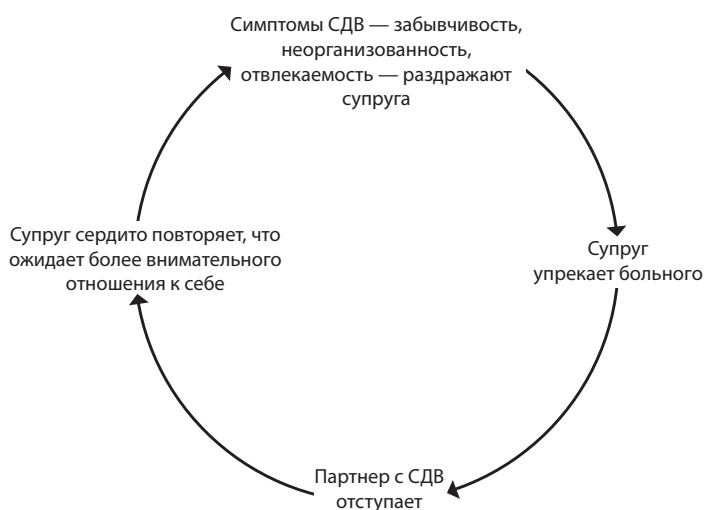 Симптомы СДВ — забывчивость,
неорганизованность,
отвлекаемость — раздражают
супруга
Супруг сердито повторяет, что
ожидает более внимательного
отношения к себе
Супруг
упрекает больного
Партнер с СДВ
отступает